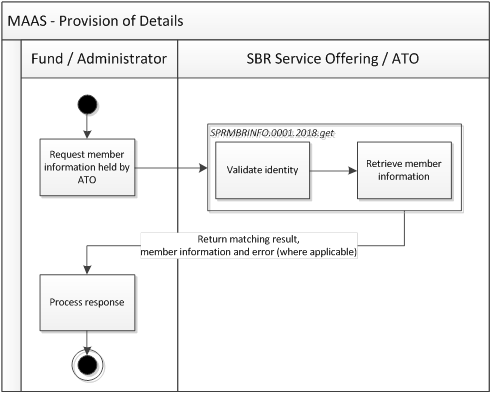 MAAS - Provision of Details
Fund / Administrator
SBR Service Offering / ATO
SPRMBRINFO.0001.2018.get
Request member
information held by
ATO
Validate identity
Retrieve member
information
Return matching result,
member information and error (where applicable)
Process response